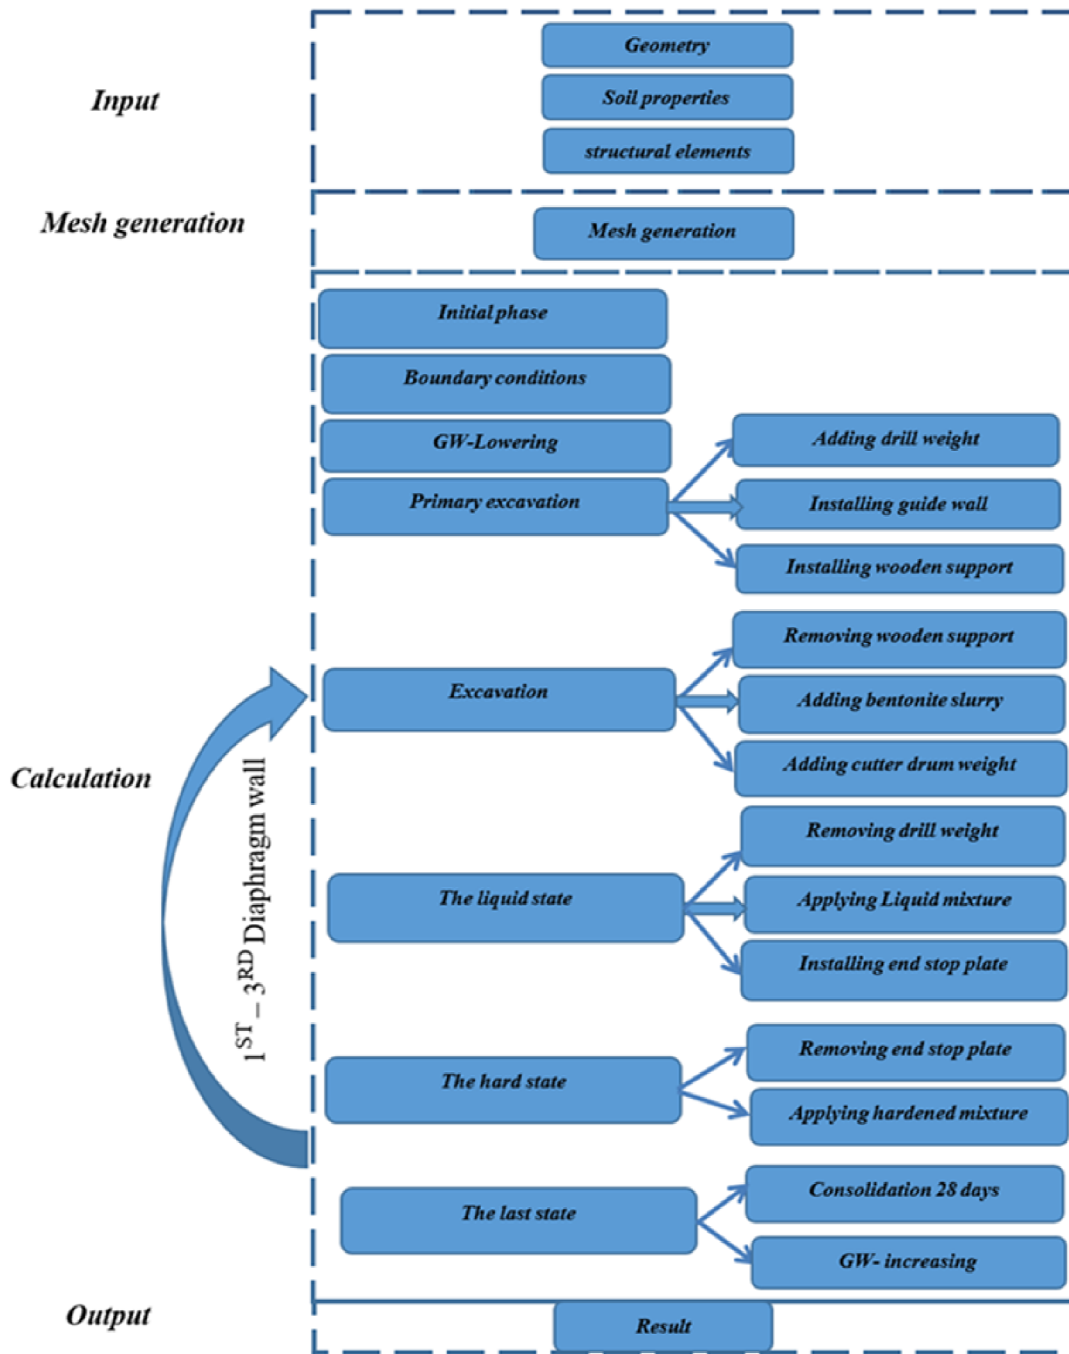 Input
Geometry
Soil properties
structural elements
Mesh generation
Mesh generation
Calculation
1ST – 3RD Diaphragm wall
Initial phase
Boundary conditions
GW-Lowering
Primary excavation
Adding drill weight
Installing guide wall
Installing wooden support
Excavation
Removing wooden support
Adding bentonite slurry
Adding cutter drum weight
The liquid state
Removing drill weight
Applying Liquid mixture
Installing end stop plate
The hard state
Removing end stop plate
Applying hardened mixture
The last state
Consolidation 28 days
GW- increasing
Output
Result